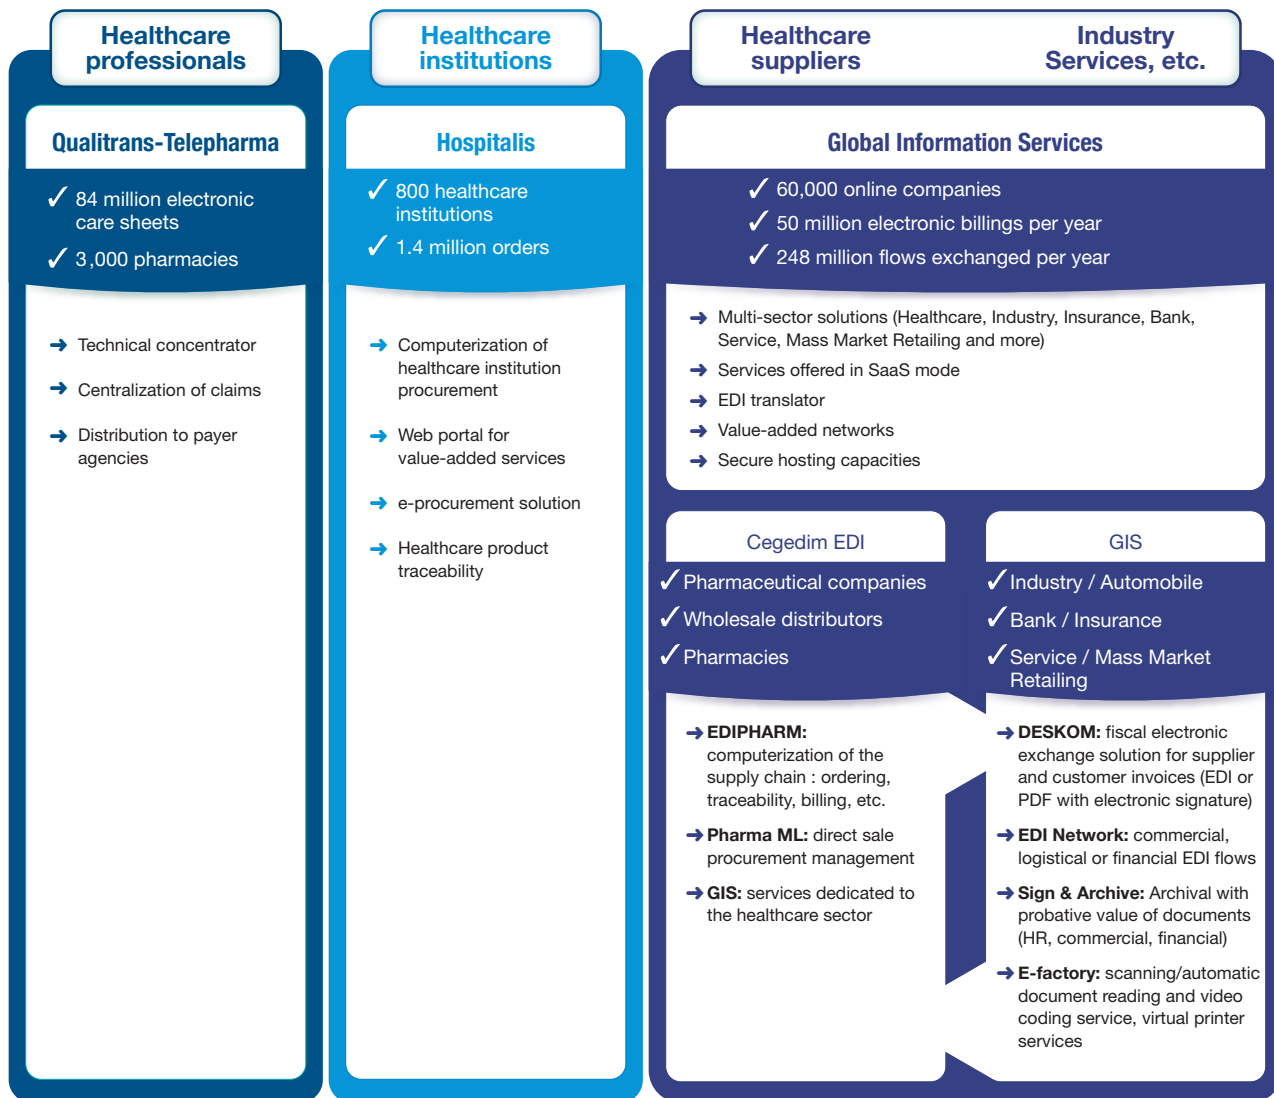 Healthcare
professionals
Qualitrans-Telepharma
✓ 84 million electronic
care sheets
✓ 3,000 pharmacies
➔ Technical concentrator
➔ Centralization of claims
➔ Distribution to payer
agencies
Healthcare
institutions
Hospitalis
✓ 800 healthcare
institutions
✓ 1.4 million orders
➔ Computerization of
healthcare institution
procurement
➔ Web portal for
value-added services
➔ e-procurement solution
➔ Healthcare product
traceability
Healthcare
suppliers
Industry
Services, etc.
Global Information Services
✓ 60,000 online companies
✓ 50 million electronic billings per year
✓ 248 million flows exchanged per year
➔ Multi-sector solutions (Healthcare, Industry, Insurance, Bank,
Service, Mass Market Retailing and more)
➔ Services offered in SaaS mode
➔ EDI translator
➔ Value-added networks
➔ Secure hosting capacities
Cegedim EDI
✓ Pharmaceutical companies
✓ Wholesale distributors
✓ Pharmacies
➔ EDIPHARM:
computerization of the
supply chain : ordering,
traceability, billing, etc.
➔ Pharma ML: direct sale
procurement management
➔ GIS: services dedicated to
the healthcare sector
GIS
✓ Industry / Automobile
✓ Bank / Insurance
✓ Service / Mass Market
Retailing
➔ DESKOM: fiscal electronic
exchange solution for supplier
and customer invoices (EDI or
PDF with electronic signature)
➔ EDI Network: commercial,
logistical or financial EDI flows
➔ Sign & Archive: Archival with
probative value of documents
(HR, commercial, financial)
➔ E-factory: scanning/automatic
document reading and video
coding service, virtual printer
services